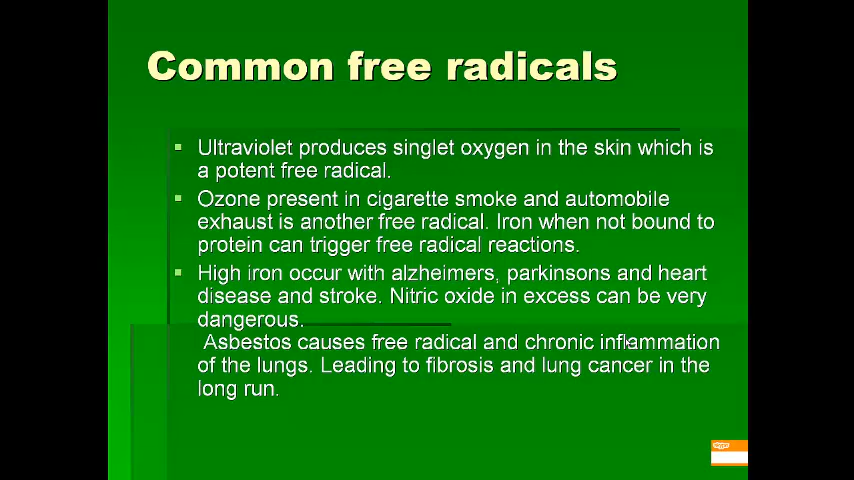 Common free radicals
Ultraviolet produces singlet oxygen in the skin which is
a potent free radical.
Ozone present in cigarette smoke and automobile
exhaust is another free radical. Iron when not bound to
protein can trigger free radical reactions.
High iron occur with alzheimers, parkinsons and heart
disease and stroke. Nitric oxide in excess can be very
dangerous.
Asbestos causes free radical and chronic inflammation
of the lungs. Leading to fibrosis and lung cancer in the
long run.
skype